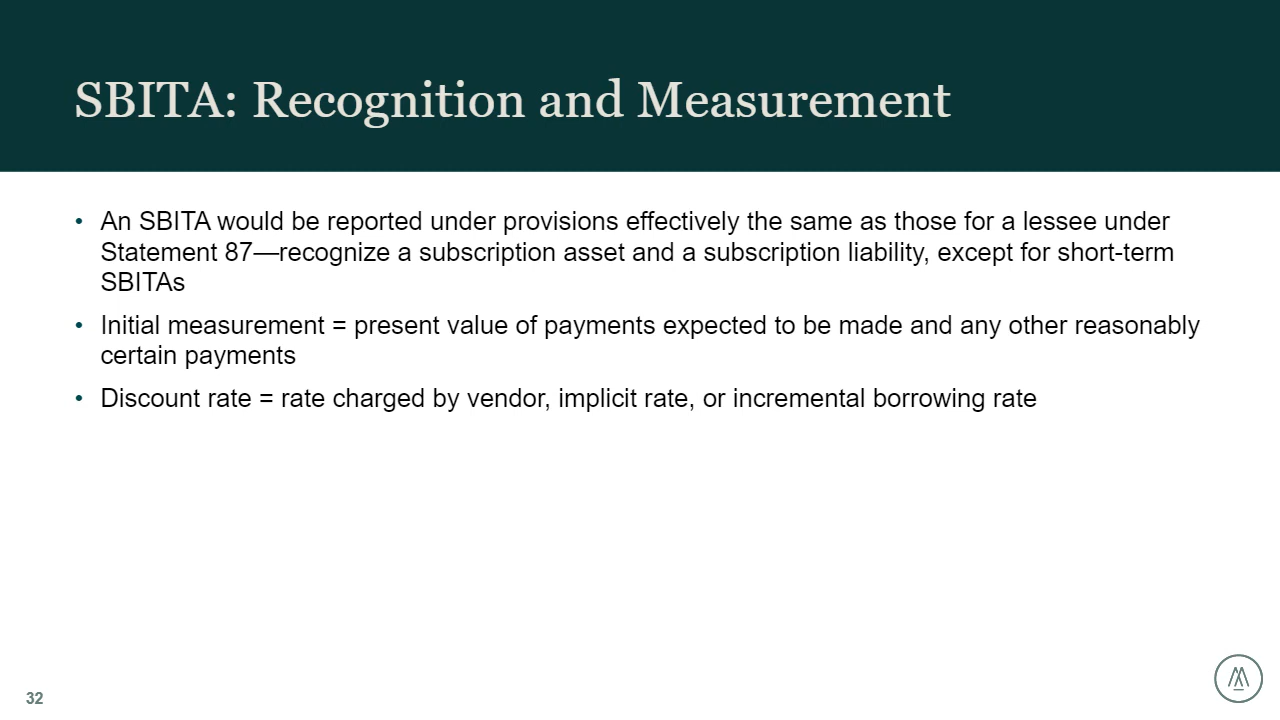 SBITA: Recognition and Measurement
• An SBITA would be reported under provisions effectively the same as those for a lessee under
Statement 87—recognize a subscription asset and a subscription liability, except for short-term
SBITAs
• Initial measurement = present value of payments expected to be made and any other reasonably
certain payments
• Discount rate = rate charged by vendor, implicit rate, or incremental borrowing rate
32